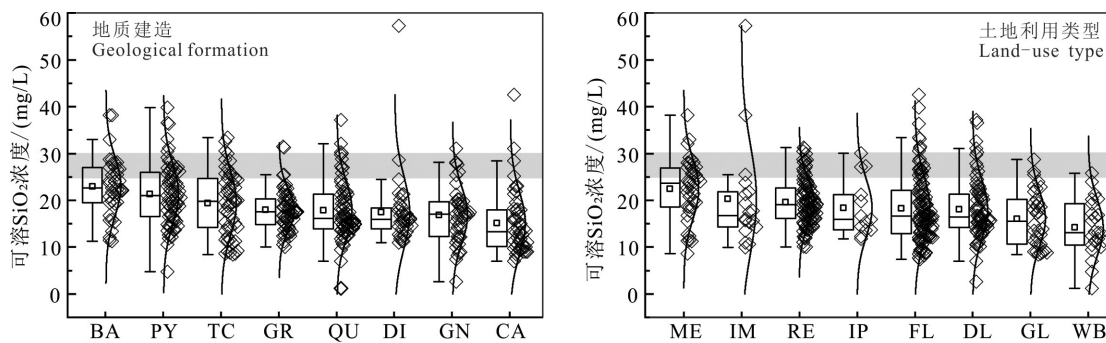 60
50
40
30
20
10
0
可溶SiO₂浓度/(mg/L)
地质建造
Geological formation
BA PY TC GR QU DI GN CA
60
50
40
30
20
10
0
可溶SiO₂浓度/(mg/L)
土地利用类型
Land-use type
ME IM RE IP FL DL GL WB